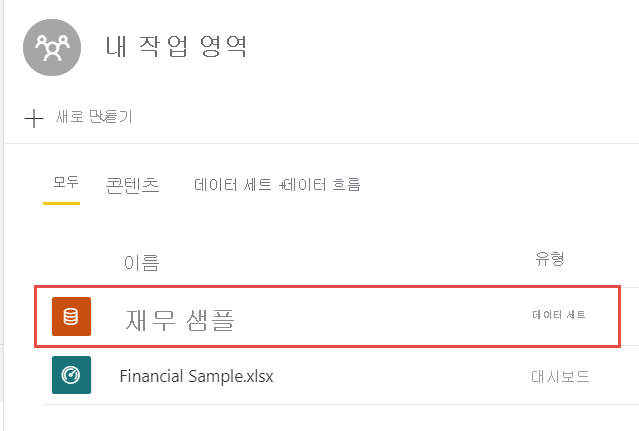 내 작업 영역
새로 만들기
모두 콘텐츠 데이터 세트 +데이터 흐름
이름 유형
재무 샘플 데이터 세트
Financial Sample.xlsx 대시보드